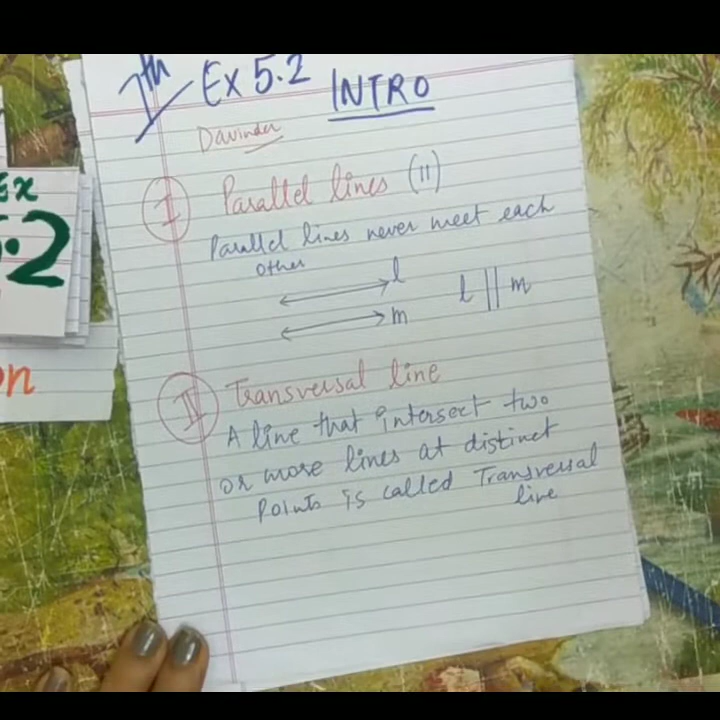 7th Ex 5.2 INTRO
Davinder
I Parallel lines (||)
Parallel lines never meet each
other
l
m
l || m
II Transversal line
A line that intersect two
or more lines at distinct
Points is called Transversal
line
Ex
5.2
on